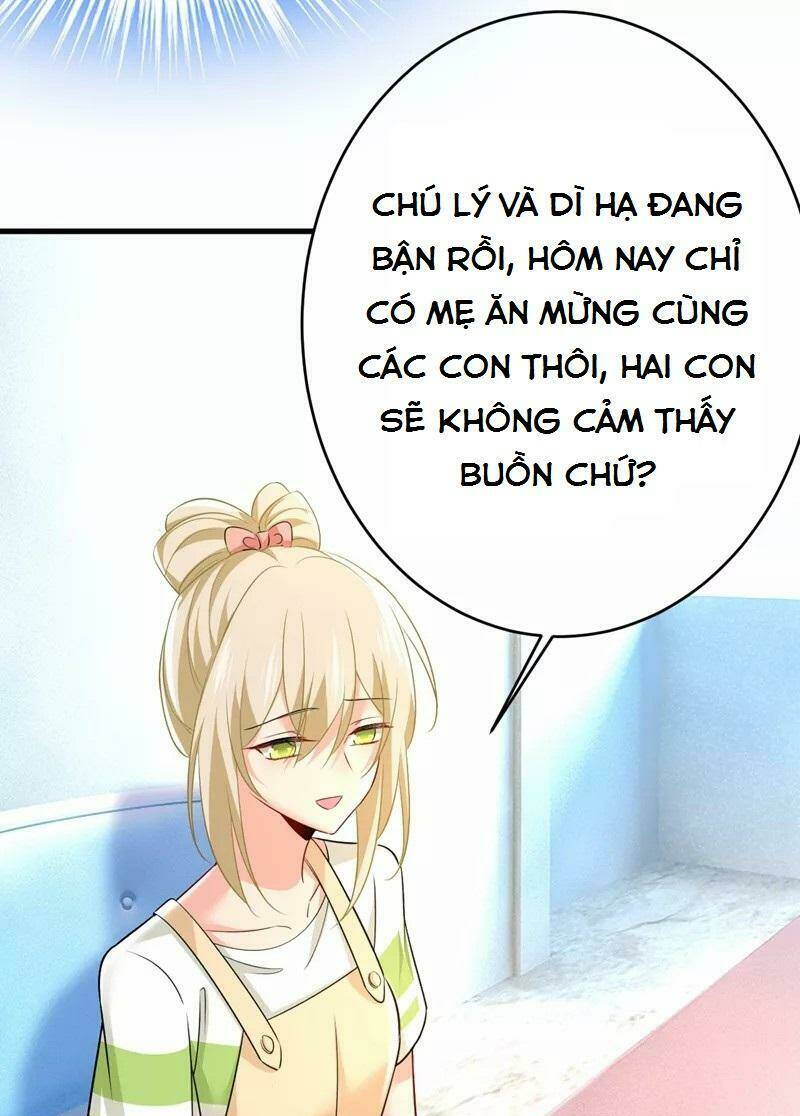 CHÚ LÝ VÀ DÌ HẠ ĐANG
BẬN RỒI, HÔM NAY CHỈ
CÓ MẸ ĂN MỪNG CÙNG
CÁC CON THÔI, HAI CON
SẼ KHÔNG CẢM THẤY
BUỒN CHỨ?